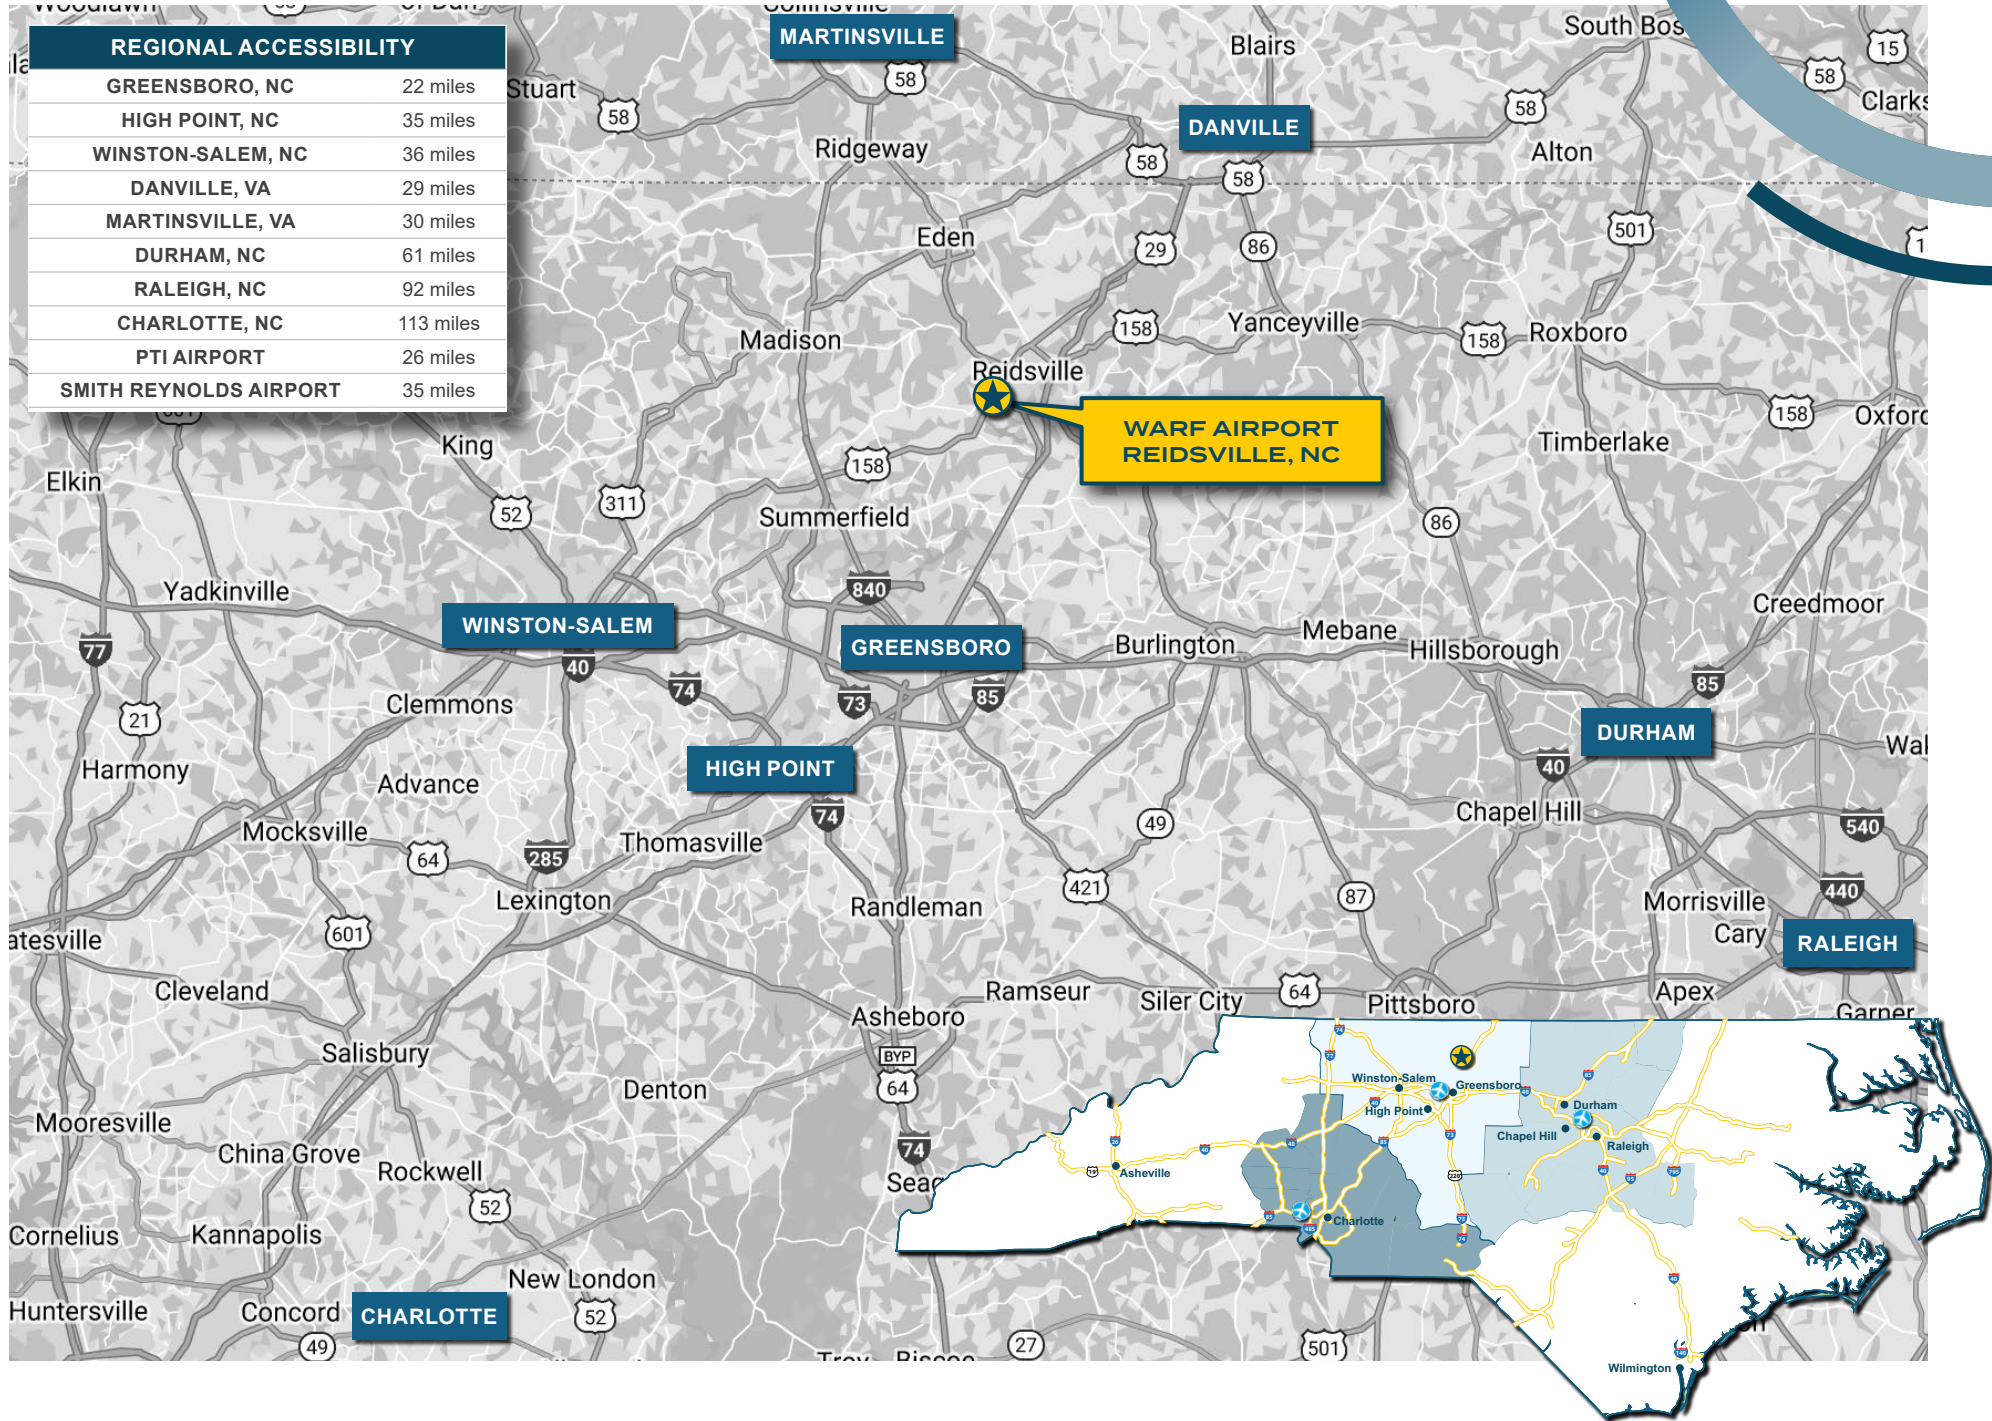 REGIONAL ACCESSIBILITY
GREENSBORO, NC 22 miles
HIGH POINT, NC 35 miles
WINSTON-SALEM, NC 36 miles
DANVILLE, VA 29 miles
MARTINSVILLE, VA 30 miles
DURHAM, NC 61 miles
RALEIGH, NC 92 miles
CHARLOTTE, NC 113 miles
PTI AIRPORT 26 miles
SMITH REYNOLDS AIRPORT 35 miles
MARTINSVILLE
Blairs
South Bos
15
58
58
Clarks
Stuart
58
58
DANVILLE
Ridgeway
58
58
Alton
Eden
29
86
501
Madison
158
Yanceyville
158
Roxboro
Reidsville
WARF AIRPORT
REIDSVILLE, NC
158
Oxford
King
158
Timberlake
Elkin
52
311
Summerfield
86
Yadkinville
840
Creedmoor
WINSTON-SALEM
GREENSBORO
Burlington
Mebane
Hillsborough
77
40
74
73
85
85
Clemmons
21
DURHAM
Harmony
HIGH POINT
40
Advance
74
Chapel Hill
Mocksville
Thomasville
49
540
64
285
421
87
440
Lexington
Randleman
Morrisville
601
atesville
Cary
RALEIGH
Cleveland
Ramseur
Siler City
64
Pittsboro
Apex
Asheboro
Garner
Salisbury
BYP
64
Denton
Mooresville
74
China Grove
Rockwell
Seag
52
Cornelius
Kannapolis
New London
Huntersville
Concord
CHARLOTTE
52
49
27
501
74
77
Winston-Salem
Greensboro
High Point
Durham
Chapel Hill
Raleigh
Asheville
Charlotte
Wilmington